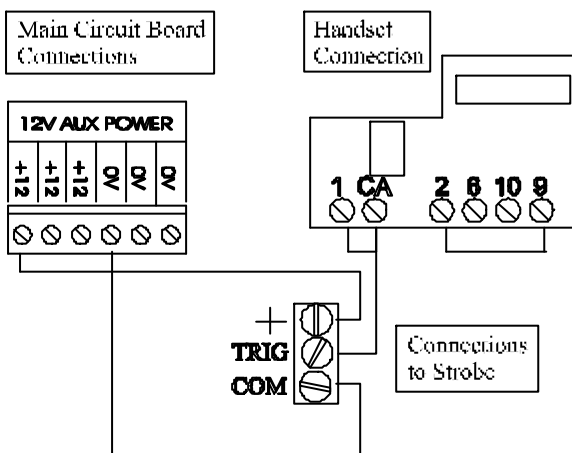 Main Circuit Board
Connections
Handset
Connection
12V AUX POWER
+12 +12 +12 0V 0V 0V
1 CA 2 6 10 9
+
TRIG
COM
Connections
to Strobe